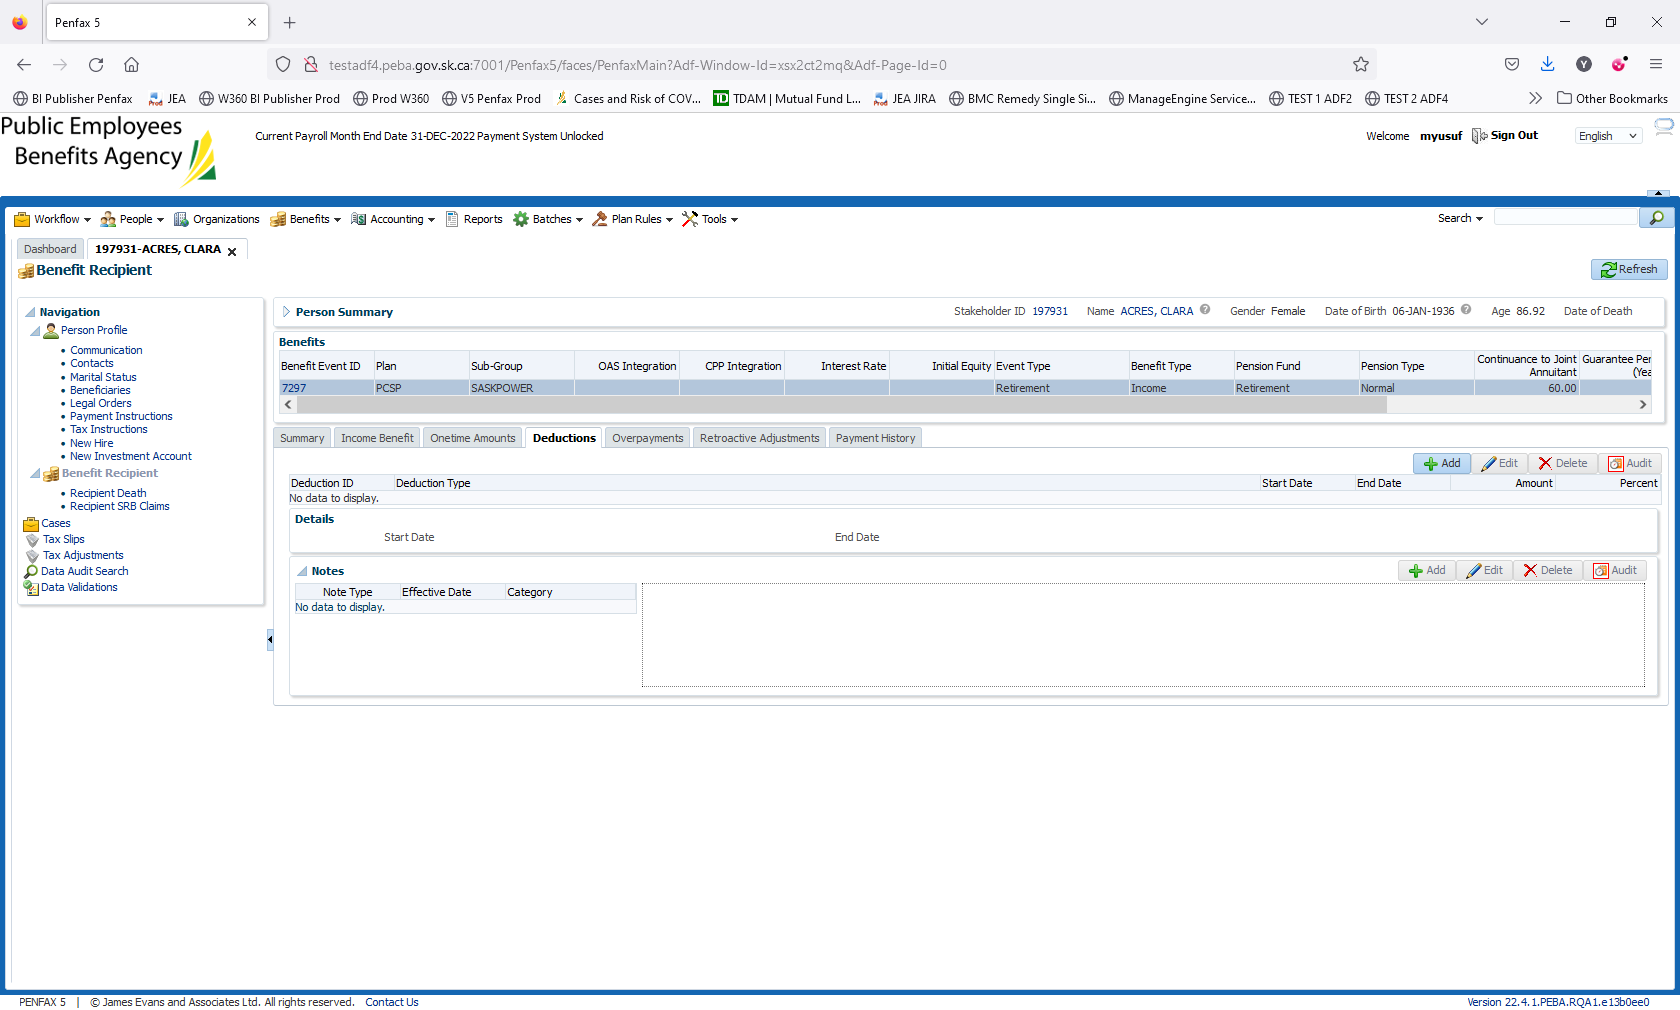 Penfax 5
testadf4.peba.gov.sk.ca:7001/Penfax5/faces/PenfaxMain?Adf-Window-Id=xsx2ct2mq&Adf-Page-Id=0
BI Publisher Penfax JEA W360 BI Publisher Prod Prod W360 V5 Penfax Prod Cases and Risk of COV... TDAM | Mutual Fund L... JEA JIRA BMC Remedy Single Si... ManageEngine Service... TEST 1 ADF2 TEST 2 ADF4 Other Bookmarks
Public Employees
Benefits Agency
Current Payroll Month End Date 31-DEC-2022 Payment System Unlocked
Welcome myusuf Sign Out English
Workflow People Organizations Benefits Accounting Reports Batches Plan Rules Tools Search
Dashboard 197931-ACRES, CLARA
Benefit Recipient
Refresh
Navigation
Person Profile
Communication
Contacts
Marital Status
Beneficiaries
Legal Orders
Payment Instructions
Tax Instructions
New Hire
New Investment Account
Benefit Recipient
Recipient Death
Recipient SRB Claims
Cases
Tax Slips
Tax Adjustments
Data Audit Search
Data Validations
Person Summary Stakeholder ID 197931 Name ACRES, CLARA Gender Female Date of Birth 06-JAN-1936 Age 86.92 Date of Death
Benefits
Benefit Event ID Plan Sub-Group OAS Integration CPP Integration Interest Rate Initial Equity Event Type Benefit Type Pension Fund Pension Type Continuance to Joint Annuitant Guarantee Per (Yea
7297 PCSP SASKPOWER Retirement Income Retirement Normal 60.00
Summary Income Benefit Onetime Amounts Deductions Overpayments Retroactive Adjustments Payment History
Add Edit Delete Audit
Deduction ID Deduction Type Start Date End Date Amount Percent
No data to display.
Details
Start Date End Date
Notes
Add Edit Delete Audit
Note Type Effective Date Category
No data to display.
PENFAX 5 | © James Evans and Associates Ltd. All rights reserved. Contact Us
Version 22.4.1.PEBA.RQA1.e13b0ee0